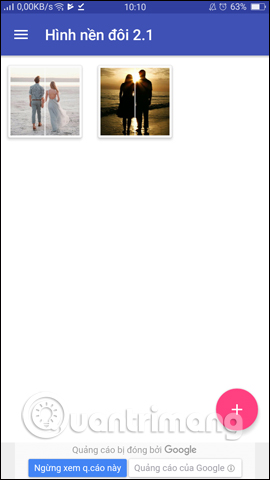 0,00KB/s 10:10 63%
Hình nền đôi 2.1
+
Quantrimang
Quảng cáo bị đóng bởi Google
Ngừng xem q.cáo này Quảng cáo của Google